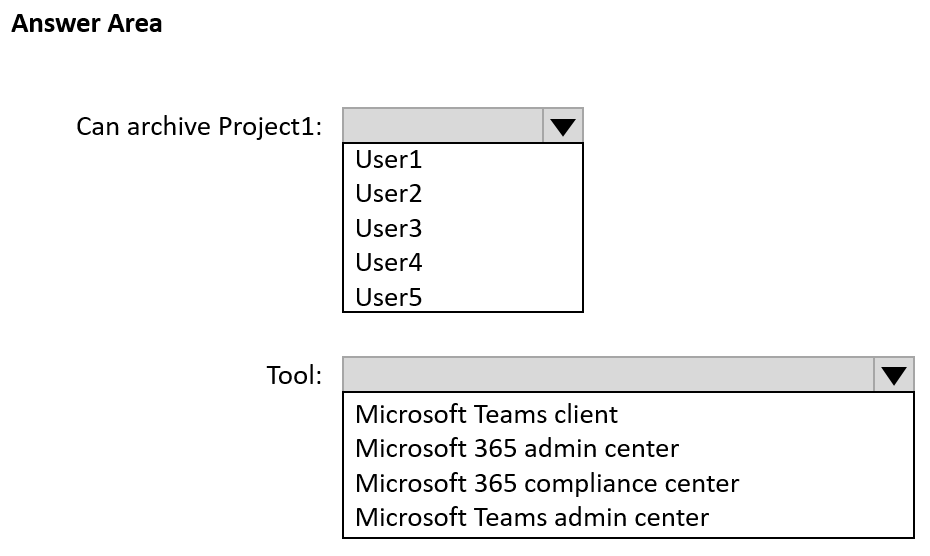 Answer Area
Can archive Project1:
User1
User2
User3
User4
User5
Tool:
Microsoft Teams client
Microsoft 365 admin center
Microsoft 365 compliance center
Microsoft Teams admin center